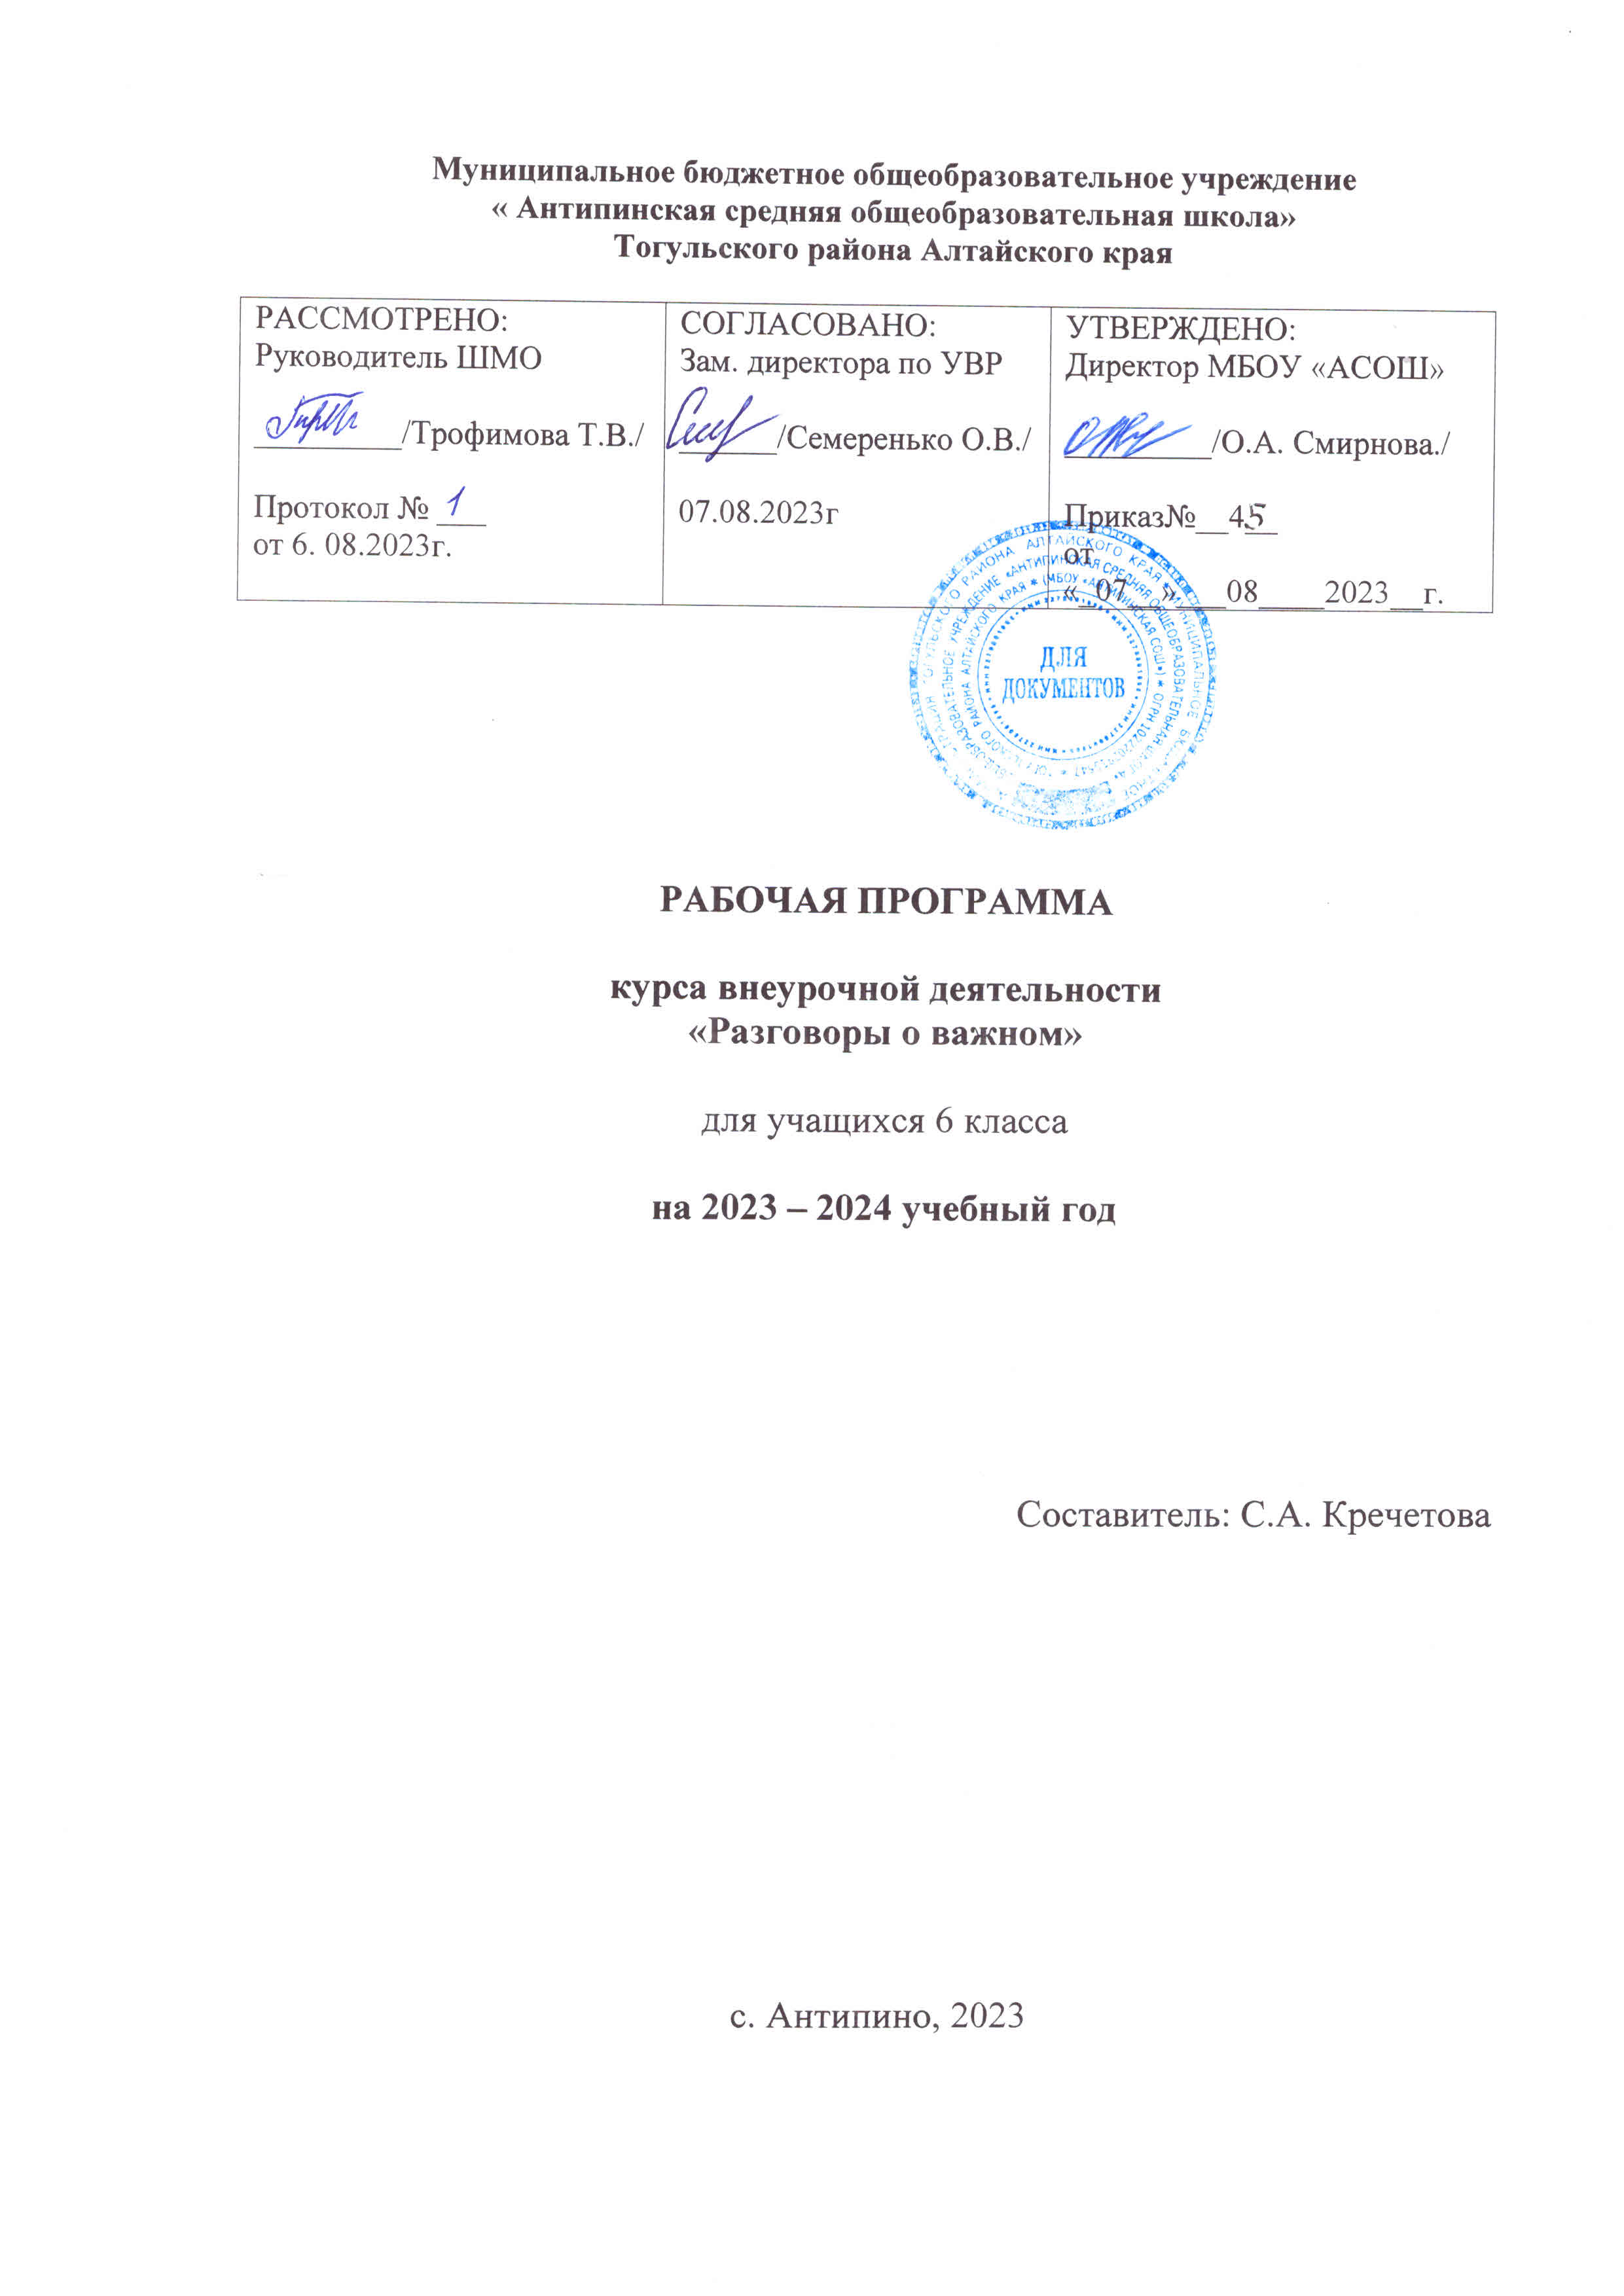 Муниципальное бюджетное общеобразовательное учреждение
« Антипинская средняя общеобразовательная школа»
Тогульского района Алтайского края
РАССМОТРЕНО:
Руководитель ШМО
_________/Трофимова Т.В./
Протокол № 1
от 6. 08.2023г.
СОГЛАСОВАНО:
Зам. директора по УВР
______/Семеренько О.В./
07.08.2023г
УТВЕРЖДЕНО:
Директор МБОУ «АСОШ»
_________/О.А. Смирнова./
Приказ№__45__
от
«_07__»___08____2023__г.
ДЛЯ
ДОКУМЕНТОВ
РАБОЧАЯ ПРОГРАММА
курса внеурочной деятельности
«Разговоры о важном»
для учащихся 6 класса
на 2023 – 2024 учебный год
Составитель: С.А. Кречетова
с. Антипино, 2023